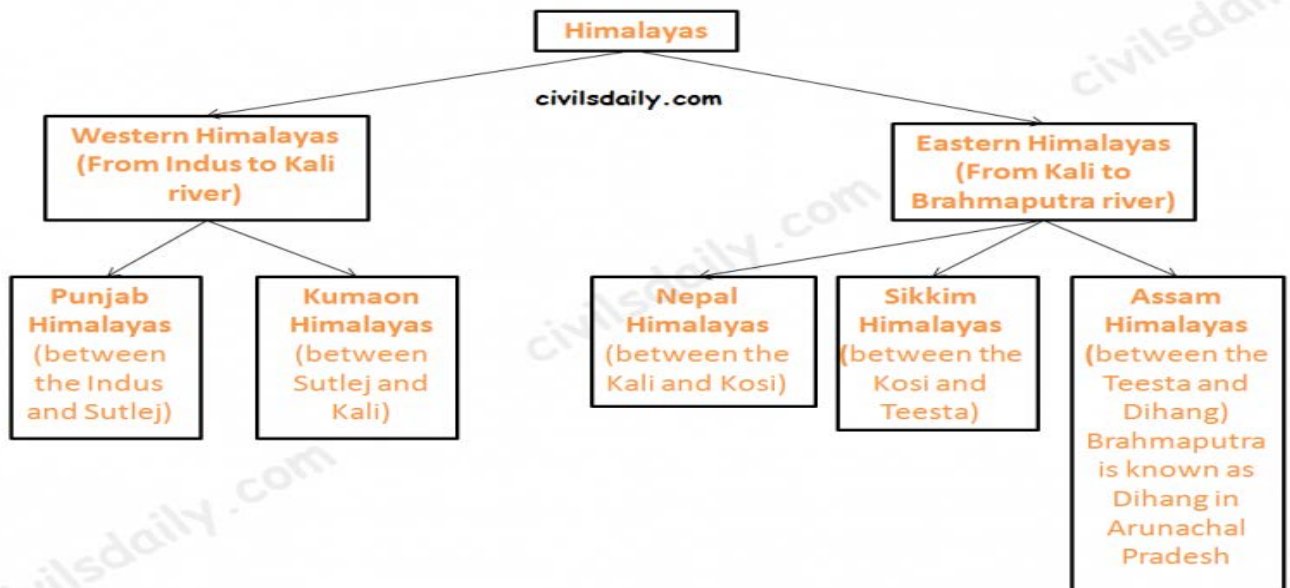 Himalayas
civilsdaily.com
Western Himalayas
(From Indus to Kali
river)
Eastern Himalayas
(From Kali to
Brahmaputra river)
Punjab
Himalayas
(between
the Indus
and Sutlej)
Kumaon
Himalayas
(between
Sutlej and
Kali)
Nepal
Himalayas
(between the
Kali and Kosi)
Sikkim
Himalayas
(between the
Kosi and
Teesta)
Assam
Himalayas
(between the
Teesta and
Dihang)
Brahmaputra
is known as
Dihang in
Arunachal
Pradesh
civilsdaily.com